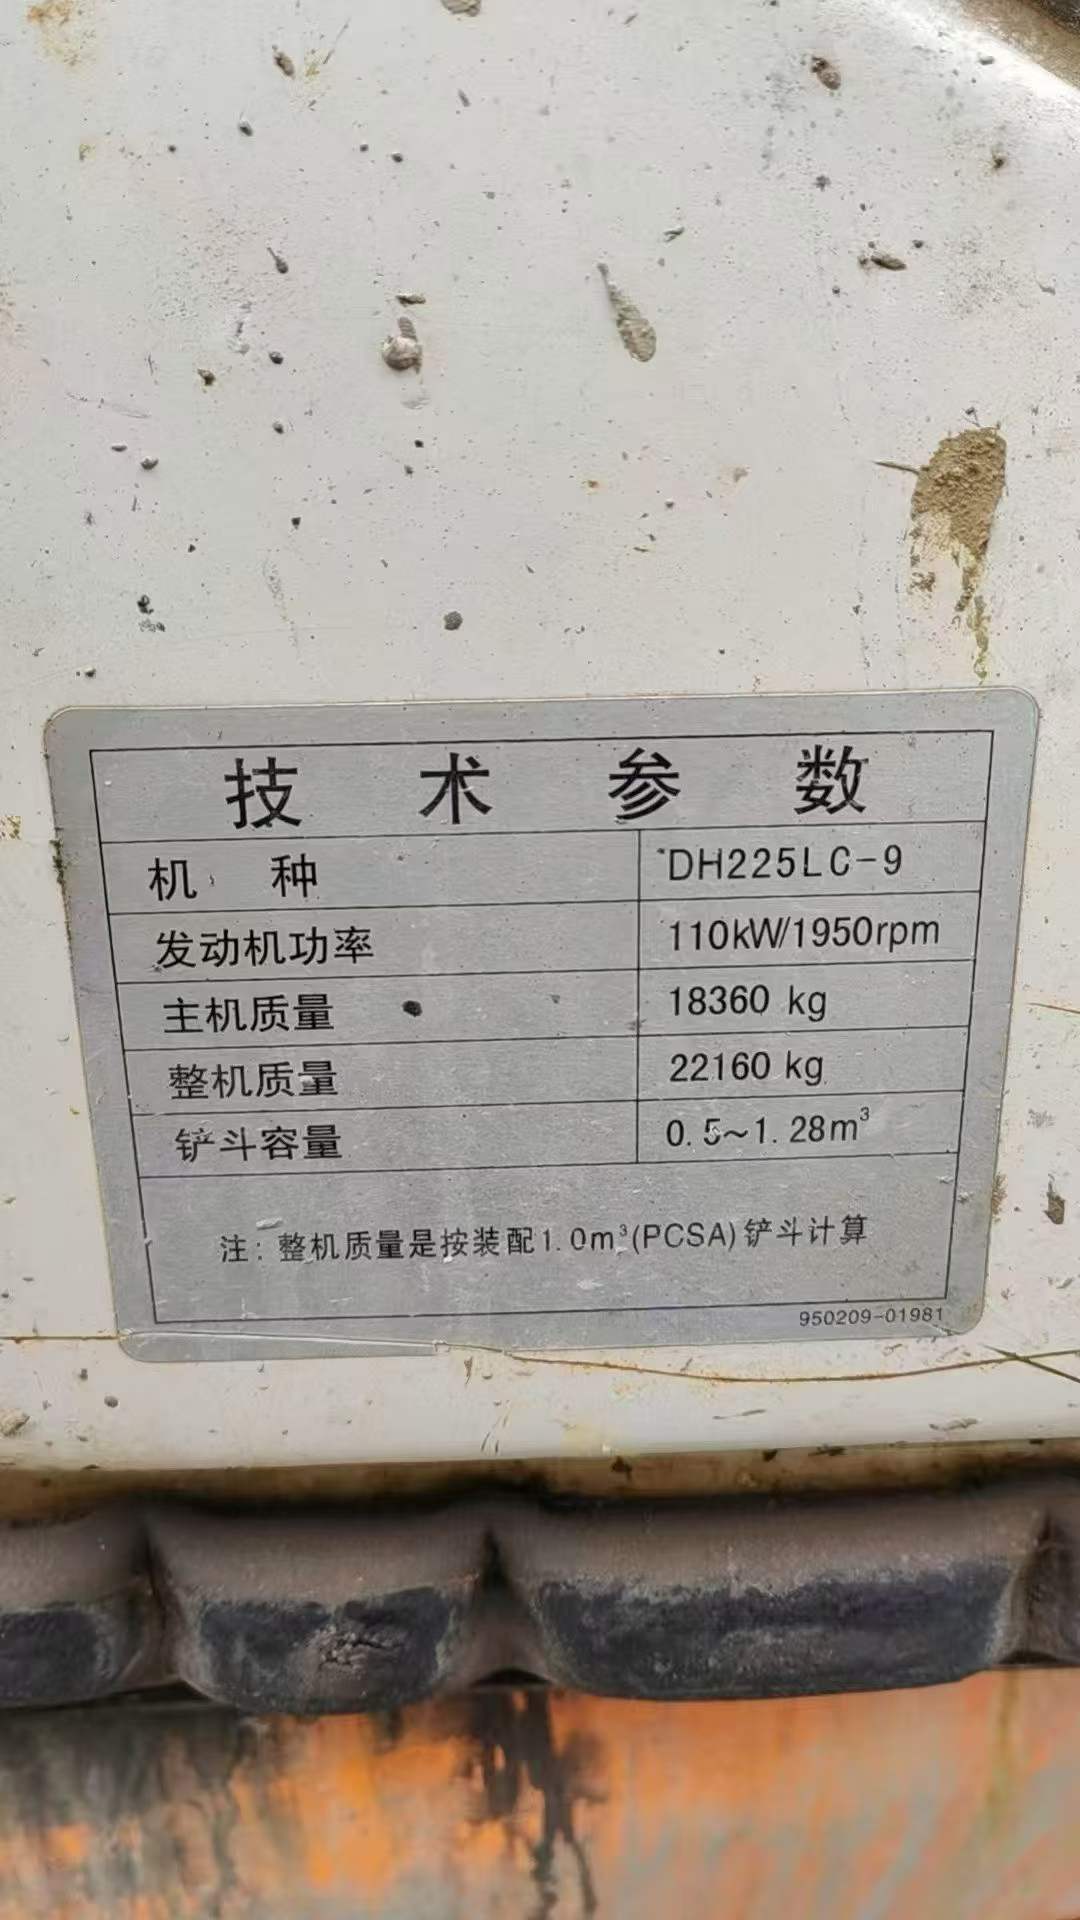 技术参数
机种 DH225LC-9
发动机功率 110kW/1950rpm
主机质量 18360 kg
整机质量 22160 kg
铲斗容量 0.5~1.28m³
注：整机质量是按装配1.0m³(PCSA)铲斗计算
950209-01981